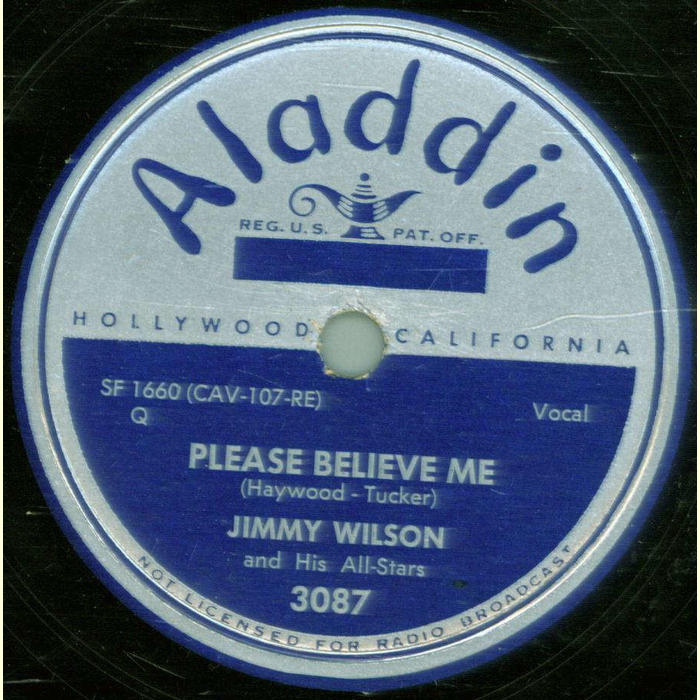 Aladdin
REG. U.S. PAT. OFF.
HOLLYWOOD CALIFORNIA
SF 1660 (CAV-107-RE)
Q
Vocal
PLEASE BELIEVE ME
(Haywood - Tucker)
JIMMY WILSON
and His All-Stars
3087
NOT LICENSED FOR RADIO BROADCAST